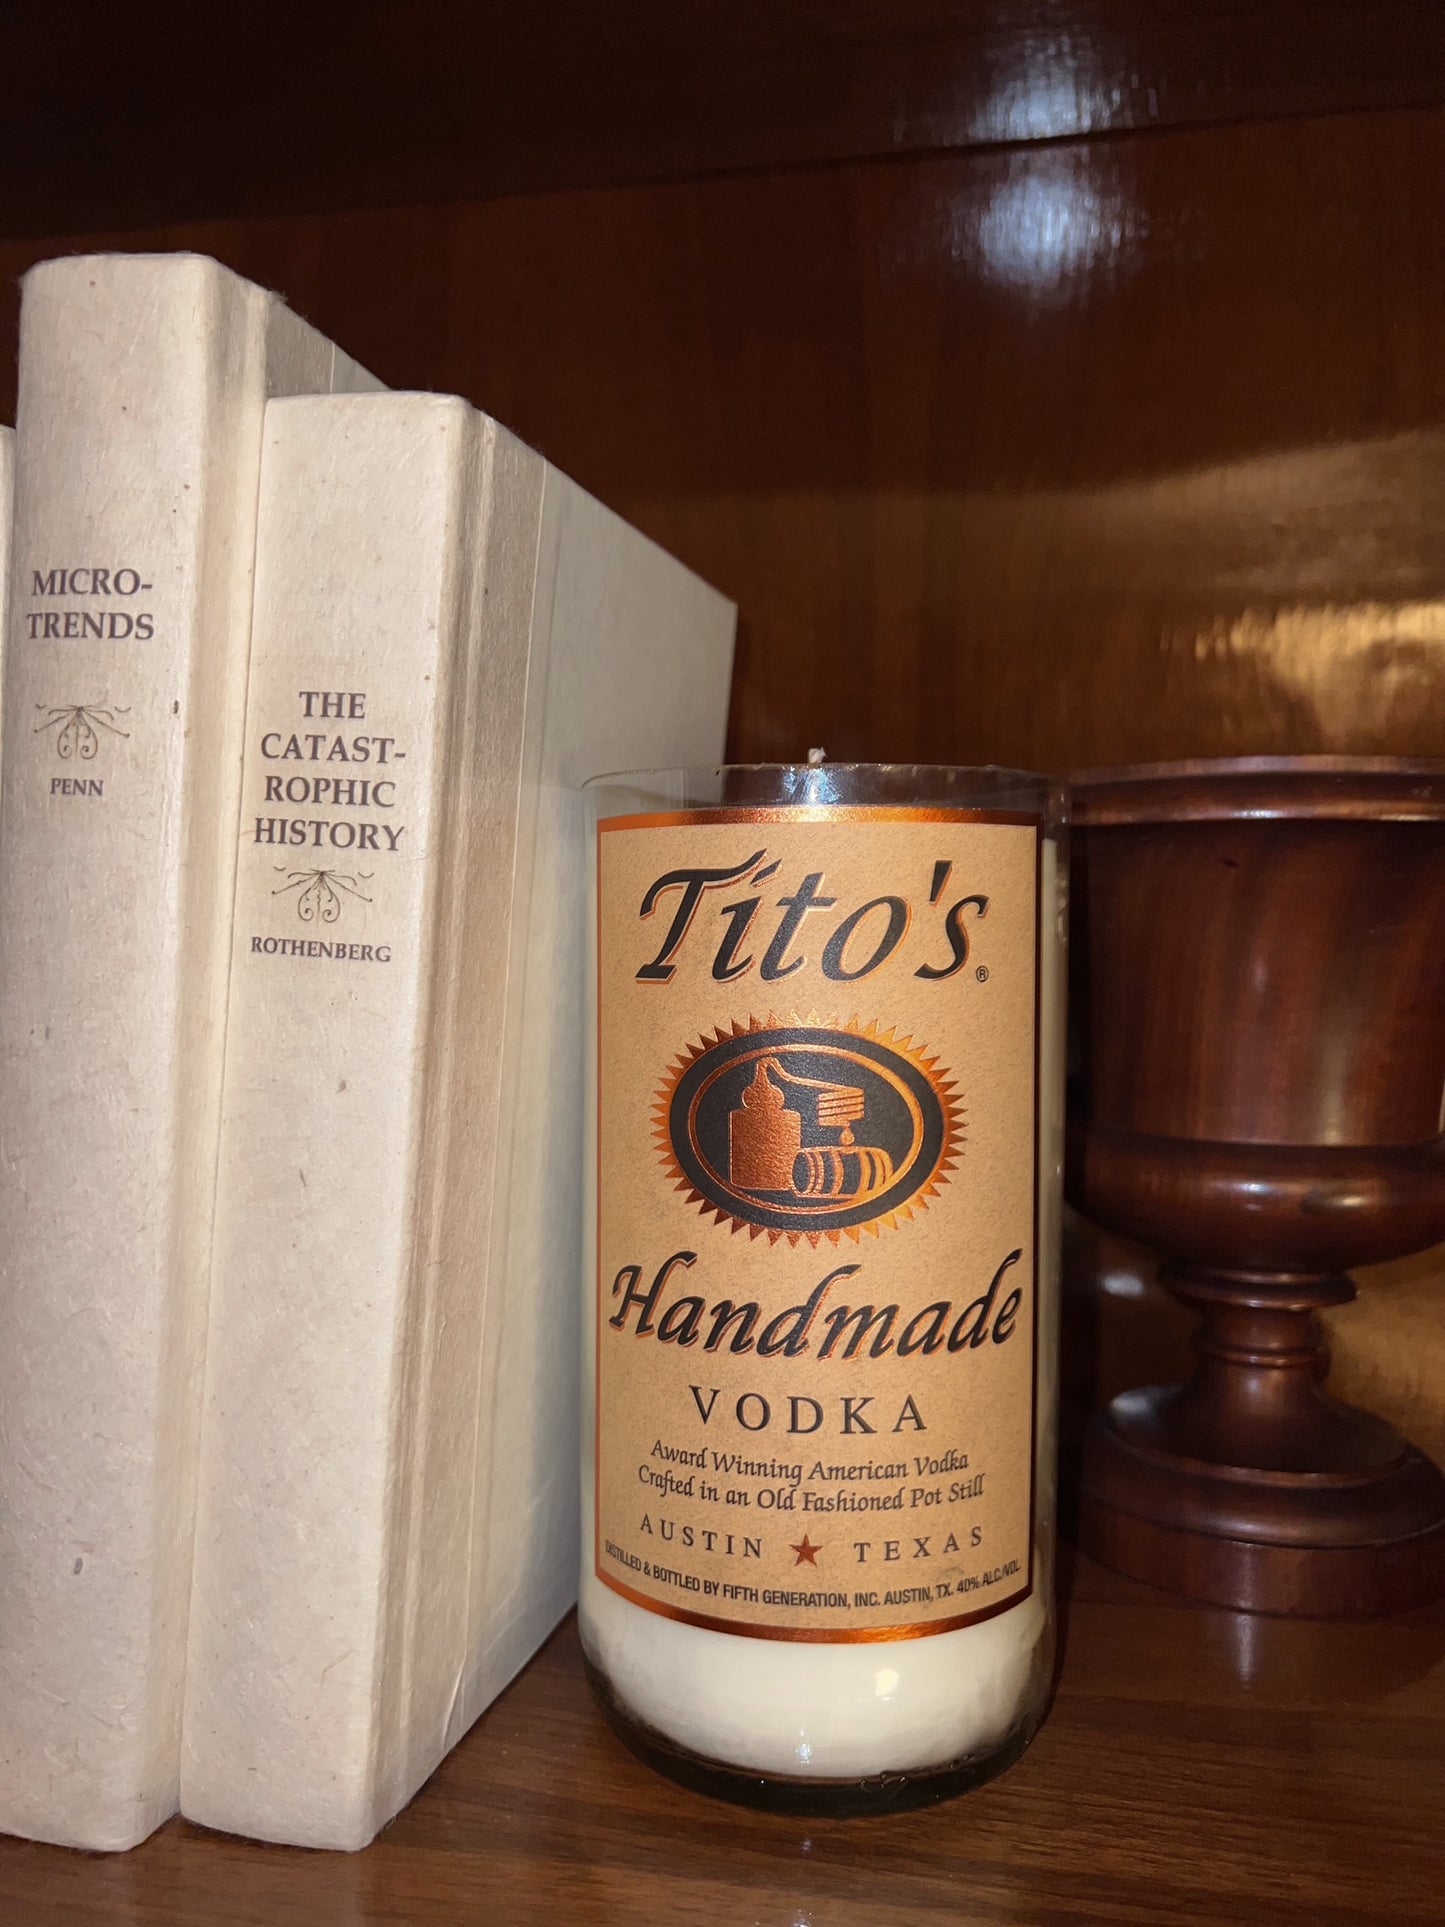 MICRO-
TRENDS
PENN
THE
CATAST-
ROPHIC
HISTORY
ROTHENBERG
Tito's®
Handmade
VODKA
Award Winning American Vodka
Crafted in an Old Fashioned Pot Still
AUSTIN ★ TEXAS
DISTILLED & BOTTLED BY FIFTH GENERATION, INC. AUSTIN, TX. 40% ALC./VOL.